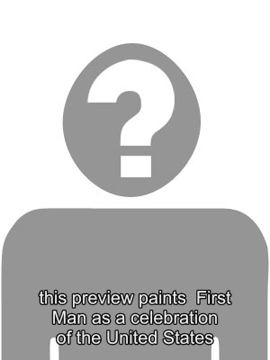 ?
this preview paints  First
Man as a celebration
of the United States